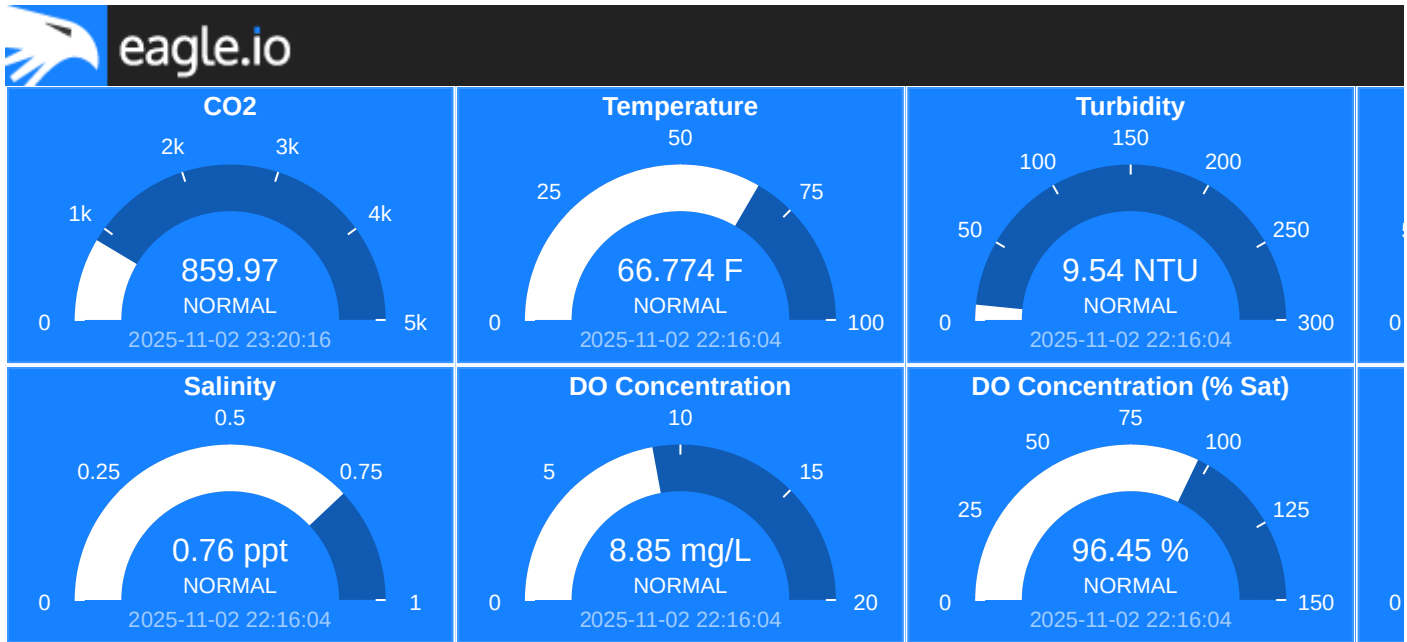 eagle.io
CO2
2k
3k
1k
4k
859.97
NORMAL
0
5k
2025-11-02 23:20:16
Temperature
50
25
75
66.774 F
NORMAL
0
100
2025-11-02 22:16:04
Turbidity
150
100
200
50
250
9.54 NTU
NORMAL
0
300
2025-11-02 22:16:04
0
Salinity
0.5
0.25
0.75
0.76 ppt
NORMAL
0
1
2025-11-02 22:16:04
DO Concentration
10
5
15
8.85 mg/L
NORMAL
0
20
2025-11-02 22:16:04
DO Concentration (% Sat)
75
50
100
25
125
96.45 %
NORMAL
0
150
2025-11-02 22:16:04
0